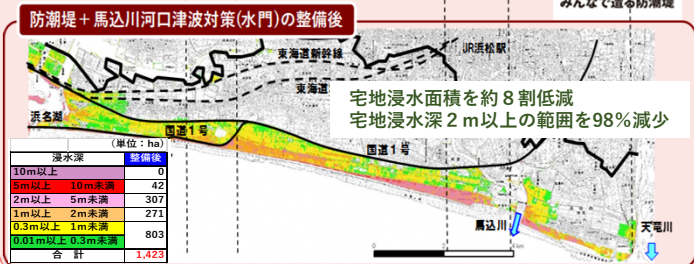 みんなで造る防潮堤
防潮堤＋馬込川河口津波対策(水門)の整備後
東海道新幹線
JR浜松駅
東海道
宅地浸水面積を約８割低減
宅地浸水深２ｍ以上の範囲を98%減少
浜名湖
国道１号
国道１号
（単位：ha）
浸水深 整備後
10m以上 0
5m以上 10m未満 42
2m以上 5m未満 307
1m以上 2m未満 271
0.3m以上 1m未満
0.01m以上 0.3m未満 803
合 計 1,423
馬込川
天竜川
0 4 km